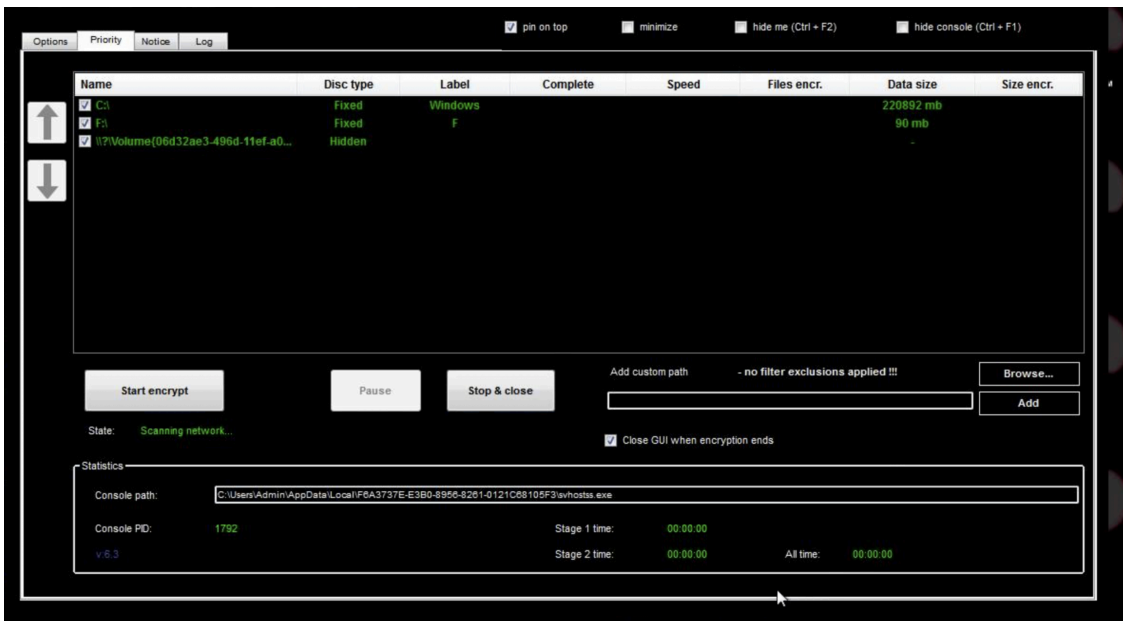 pin on top minimize hide me (Ctrl + F2) hide console (Ctrl + F1)
Options Priority Notice Log
Name Disc type Label Complete Speed Files encr. Data size Size encr.
C:\ Fixed Windows 220892 mb
F:\ Fixed F 90 mb
\\?\Volume{06d32ae3-496d-11ef-a0... Hidden -
Start encrypt Pause Stop & close
Add custom path - no filter exclusions applied !!! Browse...
Add
State: Scanning network...
Close GUI when encryption ends
Statistics
Console path: C:\Users\Admin\AppData\Local\F6A3737E-E3B0-8956-8261-0121C68105F3\svhostss.exe
Console PID: 1792 Stage 1 time: 00:00:00
v:6.3 Stage 2 time: 00:00:00 All time: 00:00:00